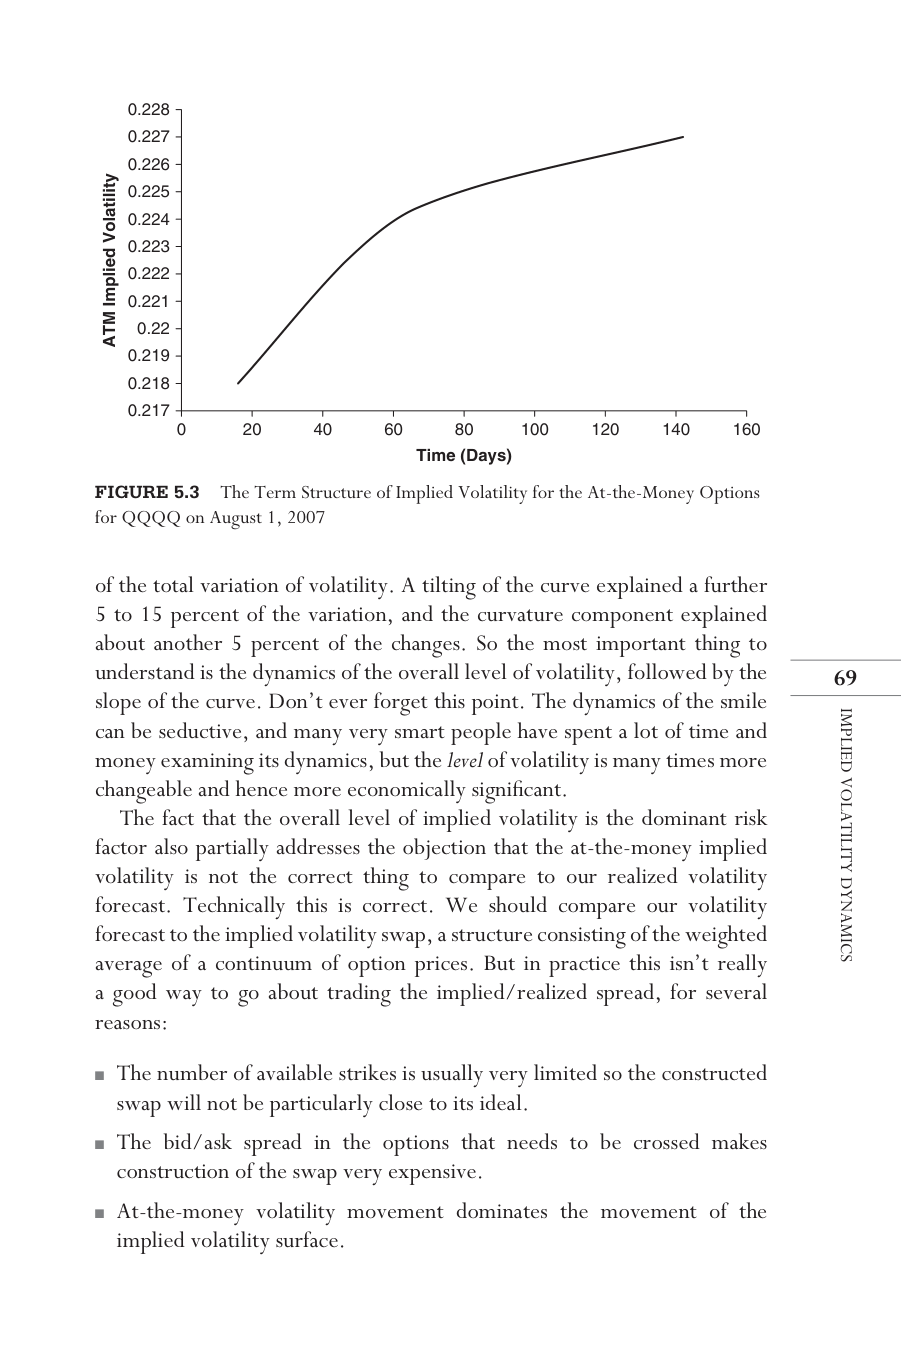 0.228
0.227
0.226
0.225
0.224
0.223
0.222
0.221
0.22
0.219
0.218
0.217
ATM Implied Volatility
0 20 40 60 80 100 120 140 160
Time (Days)
FIGURE 5.3 The Term Structure of Implied Volatility for the At-the-Money Options
for QQQQ on August 1, 2007
of the total variation of volatility. A tilting of the curve explained a further
5 to 15 percent of the variation, and the curvature component explained
about another 5 percent of the changes. So the most important thing to
understand is the dynamics of the overall level of volatility, followed by the
slope of the curve. Don’t ever forget this point. The dynamics of the smile
can be seductive, and many very smart people have spent a lot of time and
money examining its dynamics, but the level of volatility is many times more
changeable and hence more economically significant.
The fact that the overall level of implied volatility is the dominant risk
factor also partially addresses the objection that the at-the-money implied
volatility is not the correct thing to compare to our realized volatility
forecast. Technically this is correct. We should compare our volatility
forecast to the implied volatility swap, a structure consisting of the weighted
average of a continuum of option prices. But in practice this isn’t really
a good way to go about trading the implied/realized spread, for several
reasons:
■ The number of available strikes is usually very limited so the constructed
swap will not be particularly close to its ideal.
■ The bid/ask spread in the options that needs to be crossed makes
construction of the swap very expensive.
■ At-the-money volatility movement dominates the movement of the
implied volatility surface.
69
IMPLIED VOLATILITY DYNAMICS